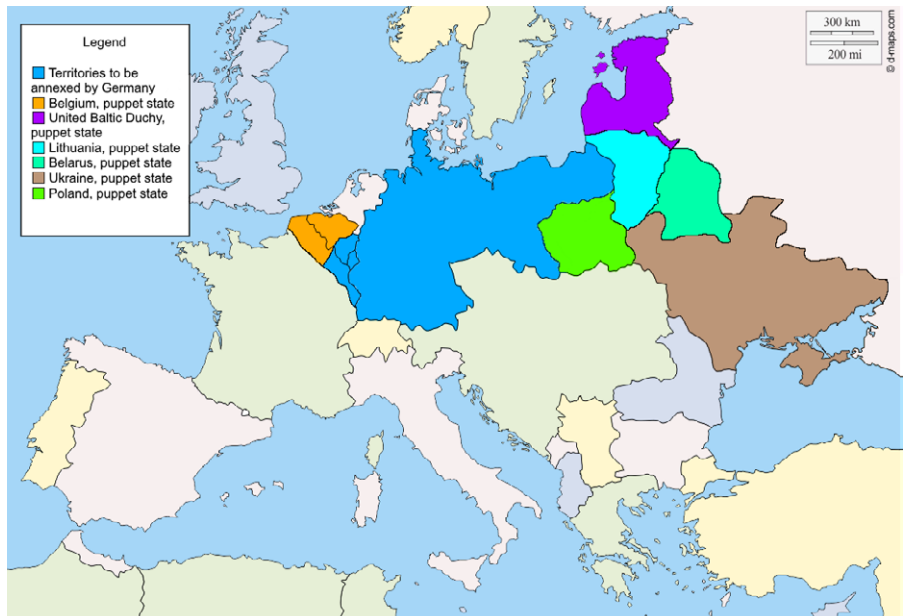 Legend
Territories to be
annexed by Germany
Belgium, puppet state
United Baltic Duchy,
puppet state
Lithuania, puppet state
Belarus, puppet state
Ukraine, puppet state
Poland, puppet state
300 km
200 mi
© d-maps.com